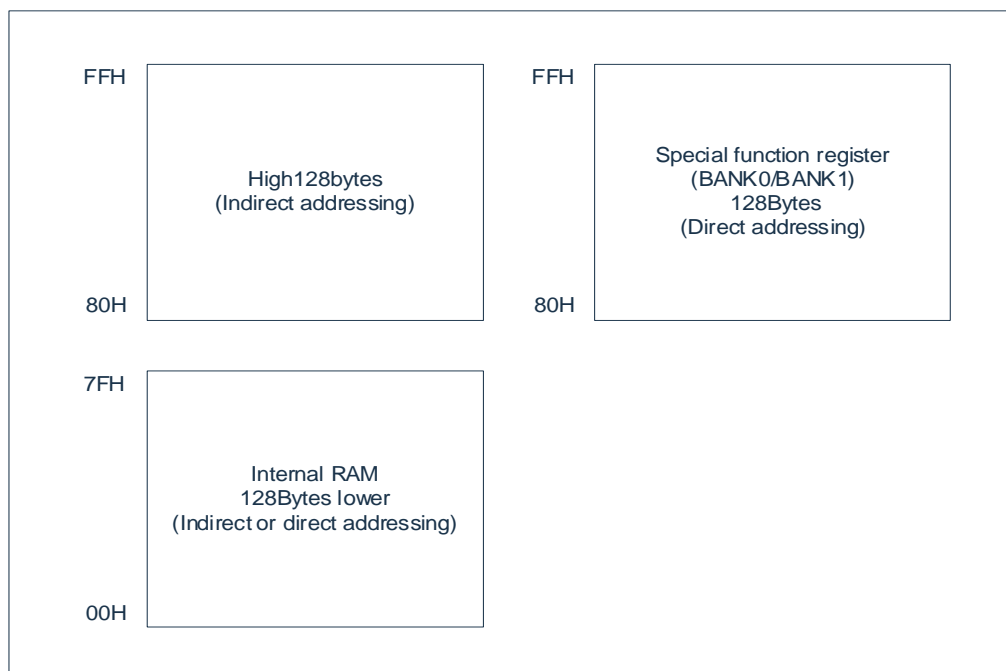 FFH
High128bytes
(Indirect addressing)
80H
FFH
Special function register
(BANK0/BANK1)
128Bytes
(Direct addressing)
80H
7FH
Internal RAM
128Bytes lower
(Indirect or direct addressing)
00H